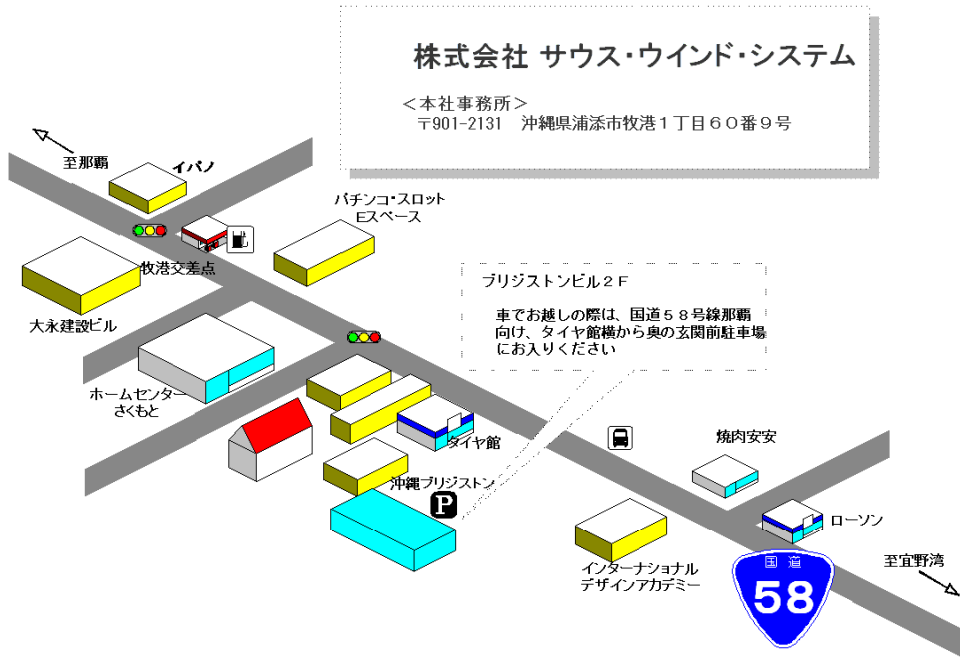 株式会社 サウス・ウインド・システム
＜本社事務所＞
〒901-2131　沖縄県浦添市牧港１丁目６０番９号
至那覇
イバノ
パチンコ・スロット
Eスペース
牧港交差点
大永建設ビル
ブリジストンビル２Ｆ
車でお越しの際は、国道５８号線那覇
向け、タイヤ館横から奥の玄関前駐車場
にお入りください
ホームセンター
さくもと
タイヤ館
焼肉安安
沖縄ブリジストン
P
ローソン
インターナショナル
デザインアカデミー
国道
58
至宜野湾